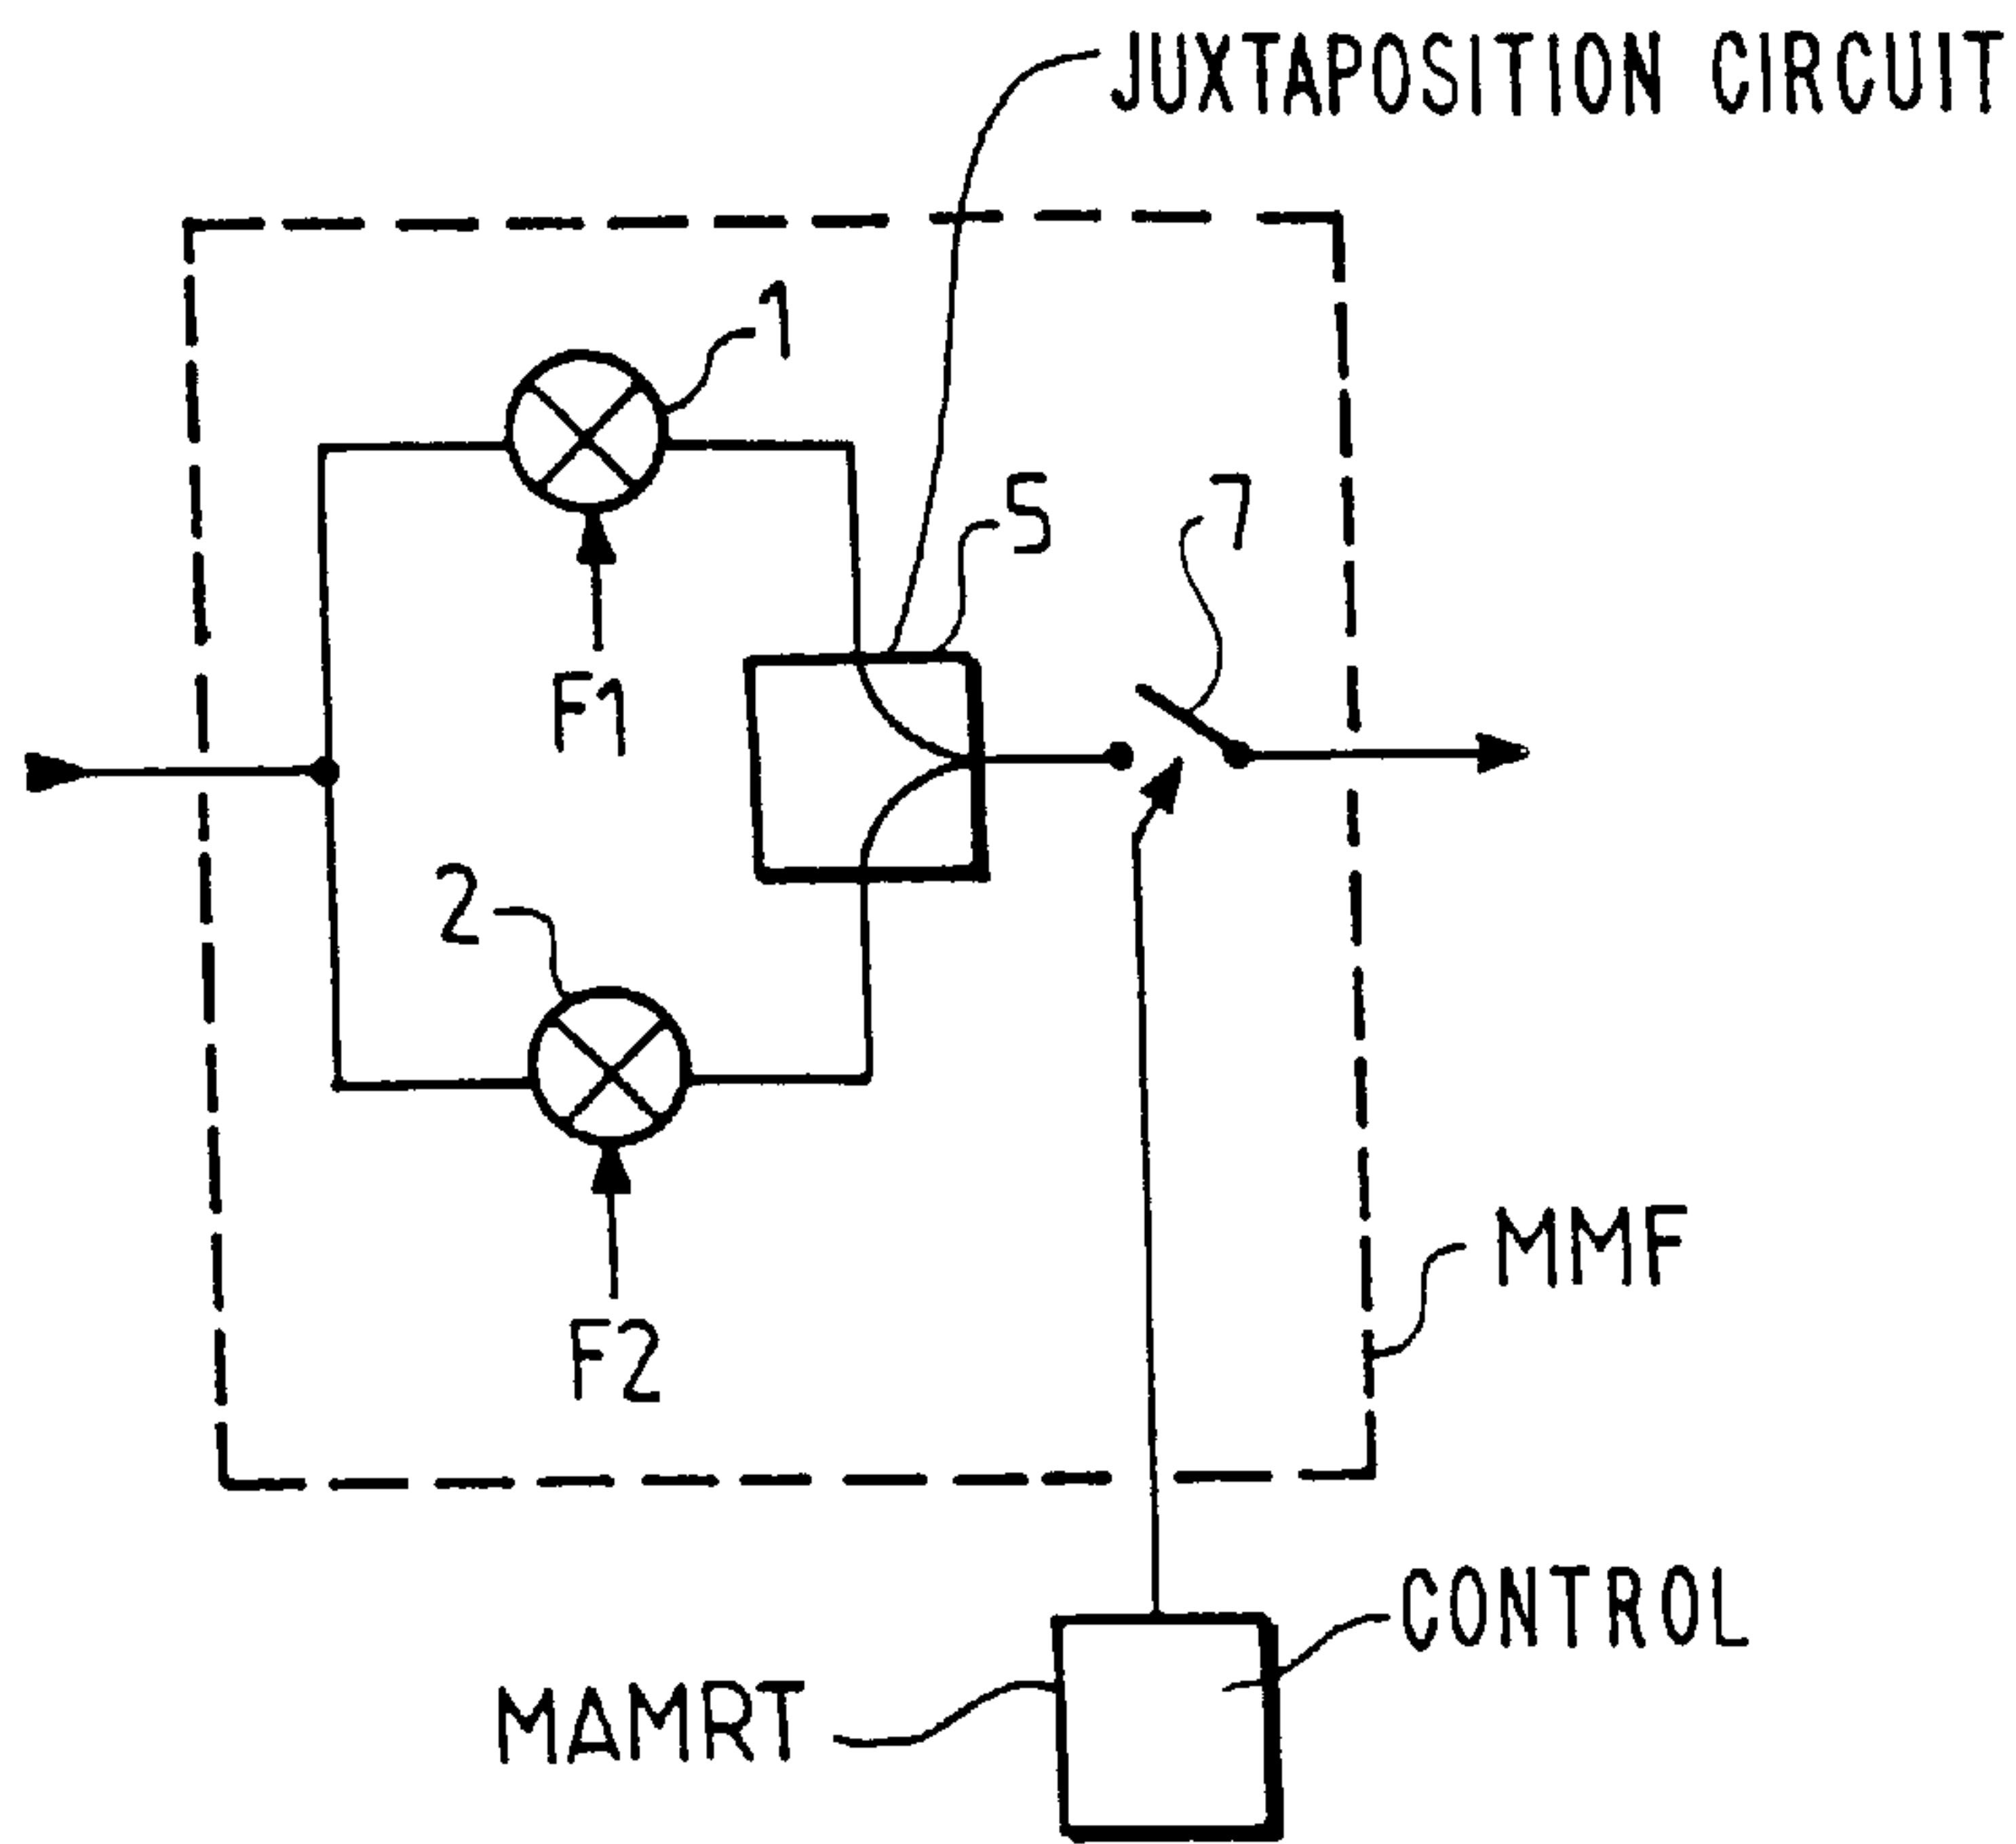 JUXTAPOSITION CIRCUIT
1
5
7
F1
2
F2
MMF
CONTROL
MAMRT